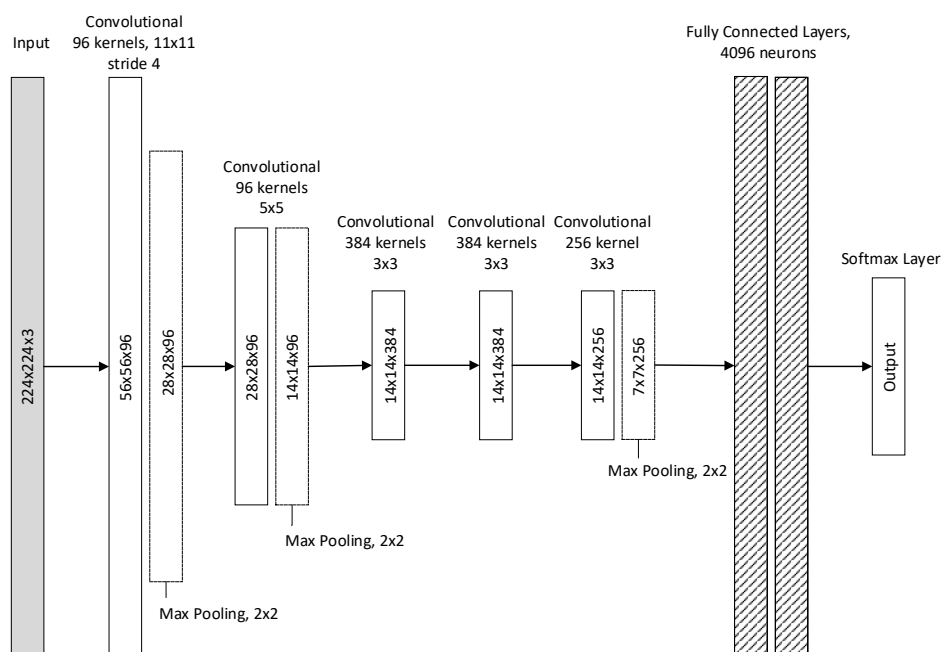 Input
Convolutional
96 kernels, 11x11
stride 4
Fully Connected Layers,
4096 neurons
Convolutional
96 kernels
5x5
Convolutional
384 kernels
3x3
Convolutional
384 kernels
3x3
Convolutional
256 kernel
3x3
Softmax Layer
224x224x3
56x56x96
28x28x96
28x28x96
14x14x96
14x14x384
14x14x384
14x14x256
7x7x256
Output
Max Pooling, 2x2
Max Pooling, 2x2
Max Pooling, 2x2